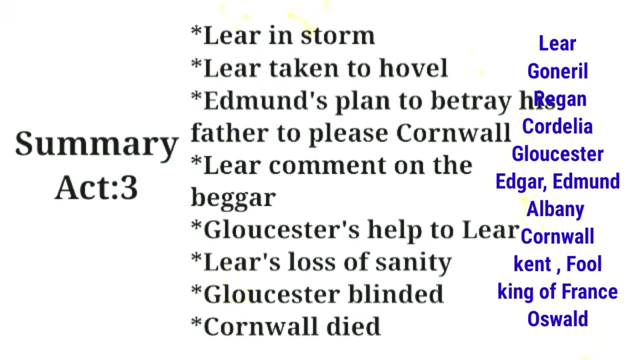 Summary
Act:3
*Lear in storm
*Lear taken to hovel
*Edmund's plan to betray his
father to please Cornwall
*Lear comment on the
beggar
*Gloucester's help to Lear
*Lear's loss of sanity
*Gloucester blinded
*Cornwall died
Lear
Goneril
Regan
Cordelia
Gloucester
Edgar, Edmund
Albany
Cornwall
kent , Fool
king of France
Oswald